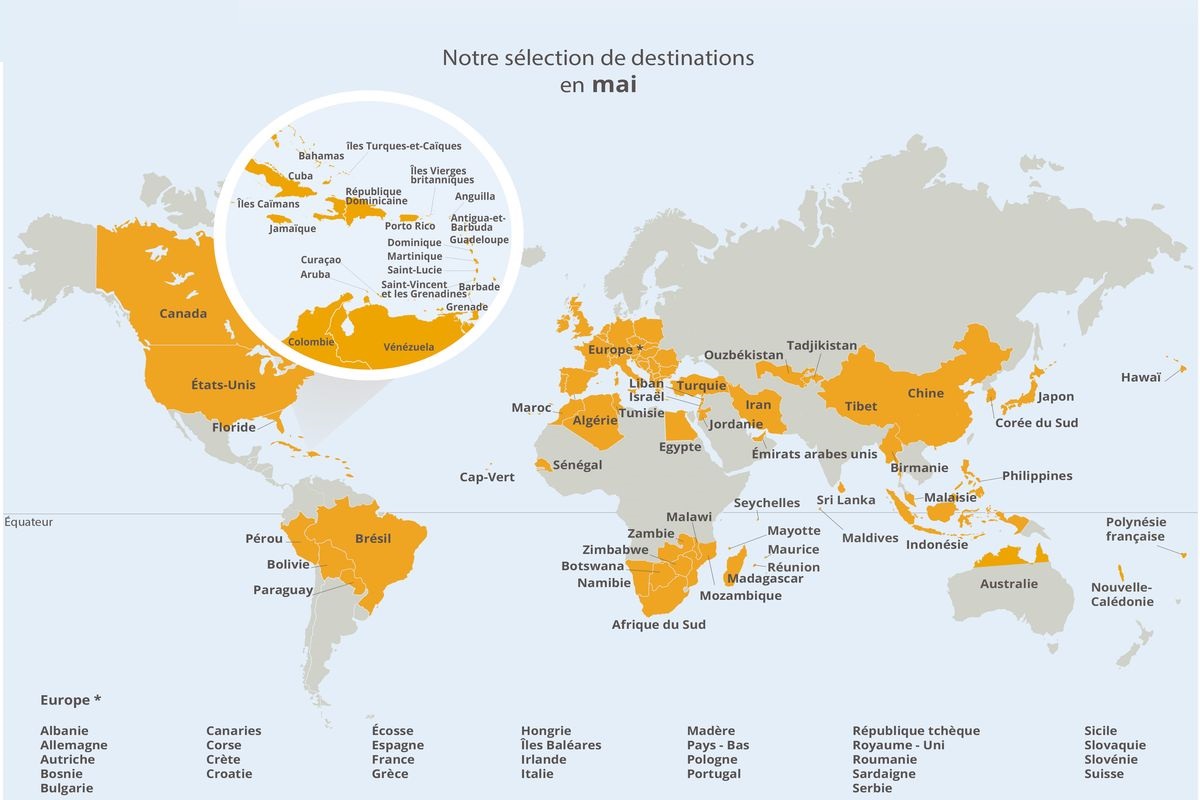 Notre sélection de destinations
en mai
Bahamas
îles Turques-et-Caïques
Cuba
Îles Vierges
britanniques
République
Dominicaine
Anguilla
Îles Caïmans
Jamaïque
Porto Rico
Antigua-et-
Barbuda
Guadeloupe
Dominique
Martinique
Curaçao
Aruba
Saint-Lucie
Saint-Vincent
et les Grenadines
Barbade
Grenade
Colombie
Vénézuela
Canada
États-Unis
Floride
Europe *
Ouzbékistan
Tadjikistan
Liban
Israël
Turquie
Iran
Tibet
Chine
Japon
Corée du Sud
Hawaï
Maroc
Algérie
Tunisie
Jordanie
Egypte
Émirats arabes unis
Birmanie
Cap-Vert
Sénégal
Seychelles
Sri Lanka
Malaisie
Philippines
Équateur
Pérou
Brésil
Bolivie
Paraguay
Malawi
Zambie
Zimbabwe
Botswana
Namibie
Mayotte
Maurice
Réunion
Madagascar
Mozambique
Afrique du Sud
Maldives
Indonésie
Australie
Polynésie
française
Nouvelle-
Calédonie
Europe *
Albanie
Allemagne
Autriche
Bosnie
Bulgarie
Canaries
Corse
Crète
Croatie
Écosse
Espagne
France
Grèce
Hongrie
Îles Baléares
Irlande
Italie
Madère
Pays - Bas
Pologne
Portugal
République tchèque
Royaume - Uni
Roumanie
Sardaigne
Serbie
Sicile
Slovaquie
Slovénie
Suisse